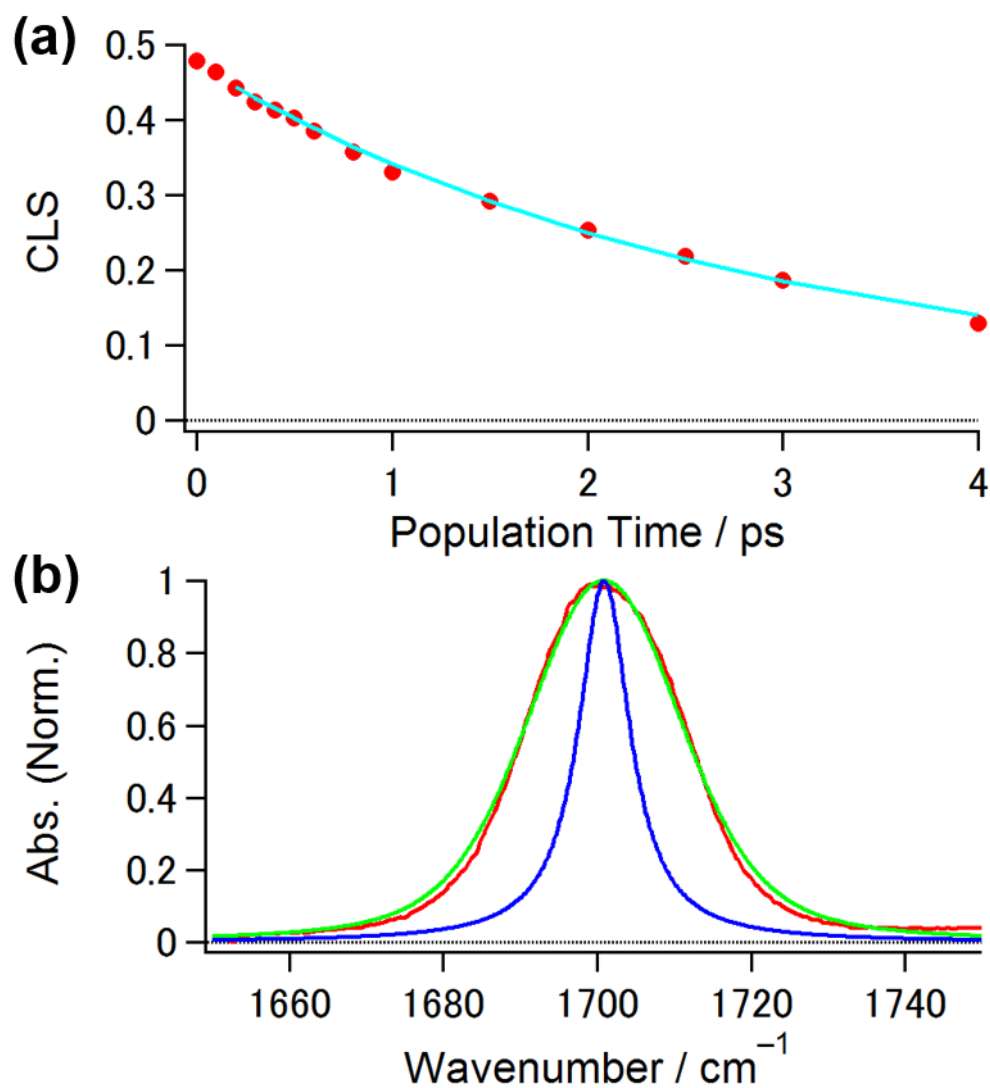 (a)
0.5
0.4
0.3
0.2
0.1
0
CLS
0 1 2 3 4
Population Time / ps
(b)
1
0.8
0.6
0.4
0.2
0
Abs. (Norm.)
1660 1680 1700 1720 1740
Wavenumber / cm⁻¹